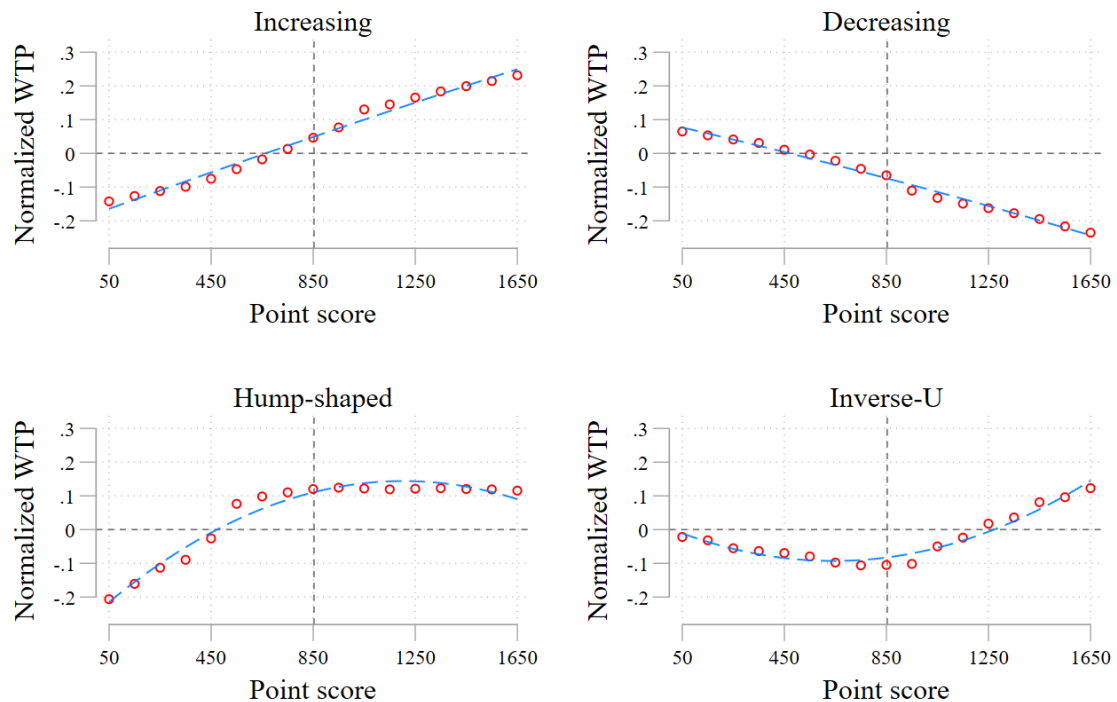 Increasing
Normalized WTP
.3
.2
.1
0
-.1
-.2
50 450 850 1250 1650
Point score
Decreasing
Normalized WTP
.3
.2
.1
0
-.1
-.2
50 450 850 1250 1650
Point score
Hump-shaped
Normalized WTP
.3
.2
.1
0
-.1
-.2
50 450 850 1250 1650
Point score
Inverse-U
Normalized WTP
.3
.2
.1
0
-.1
-.2
50 450 850 1250 1650
Point score